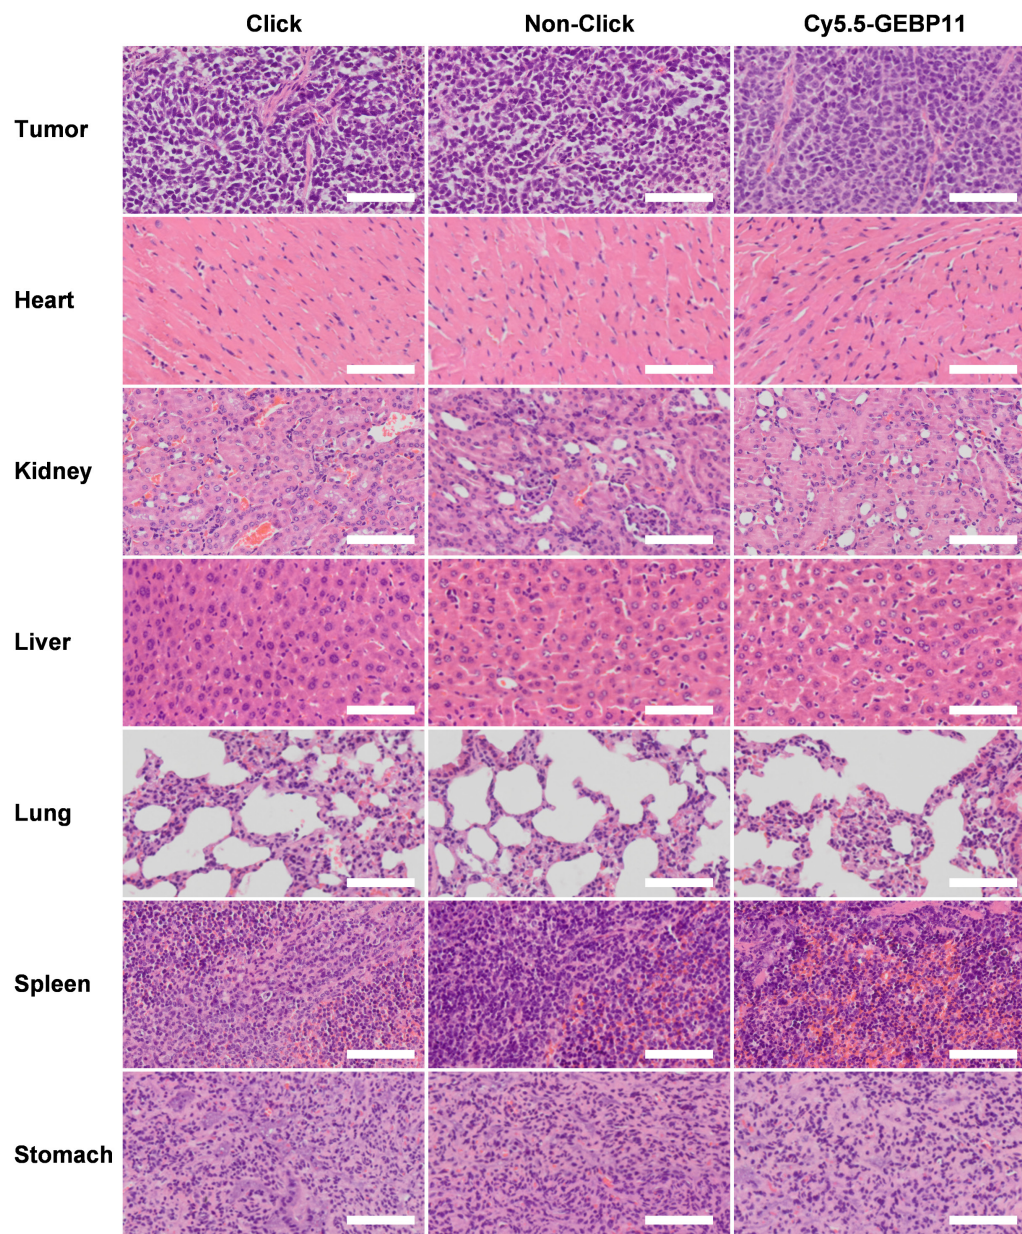 Click Non-Click Cy5.5-GEBP11
Tumor
Heart
Kidney
Liver
Lung
Spleen
Stomach